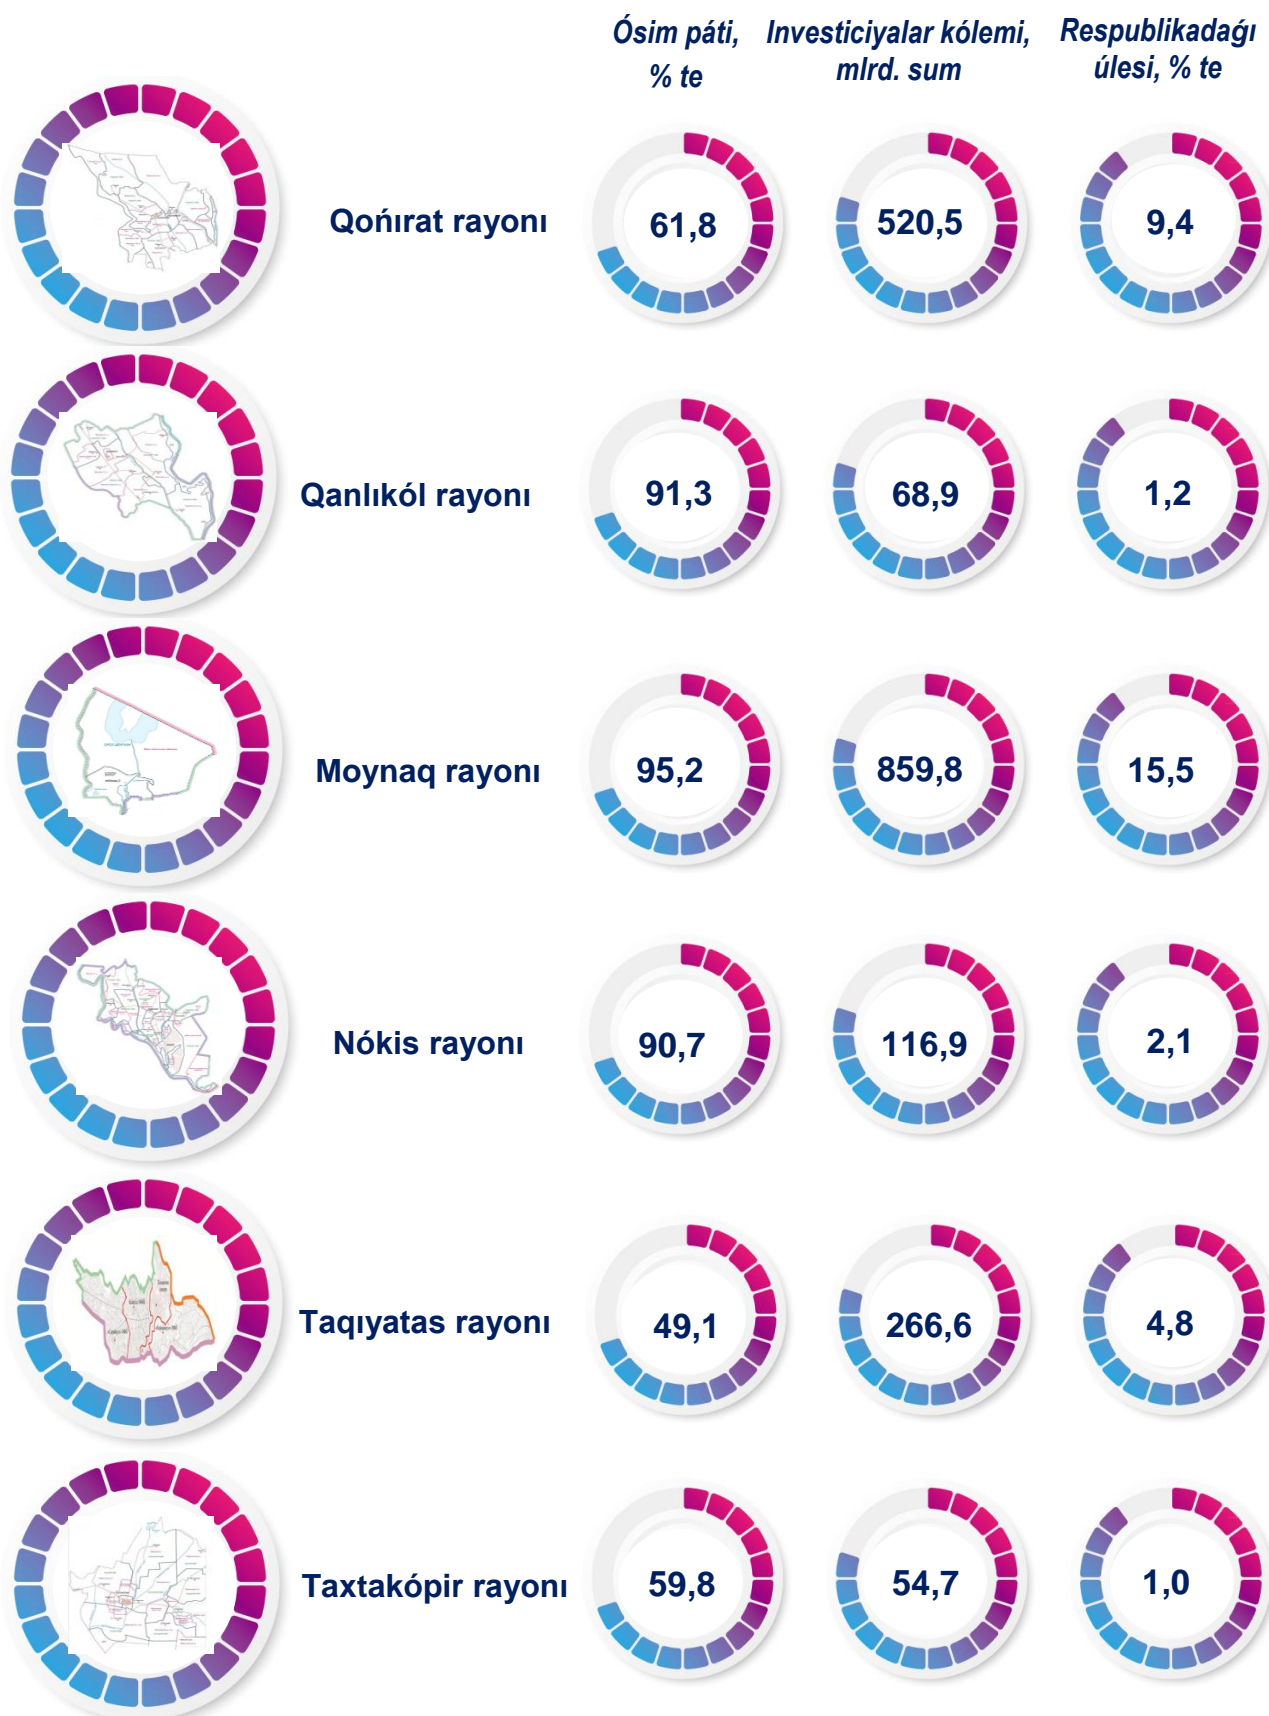 Ósim páti,
% te
Investiciyalar kólemi,
mlrd. sum
Respublikadaǵı
úlesi, % te
Qońırat rayonı
61,8
520,5
9,4
Qanlıkól rayonı
91,3
68,9
1,2
Moynaq rayonı
95,2
859,8
15,5
Nókis rayonı
90,7
116,9
2,1
Taqıyatas rayonı
49,1
266,6
4,8
Taxtakópir rayonı
59,8
54,7
1,0